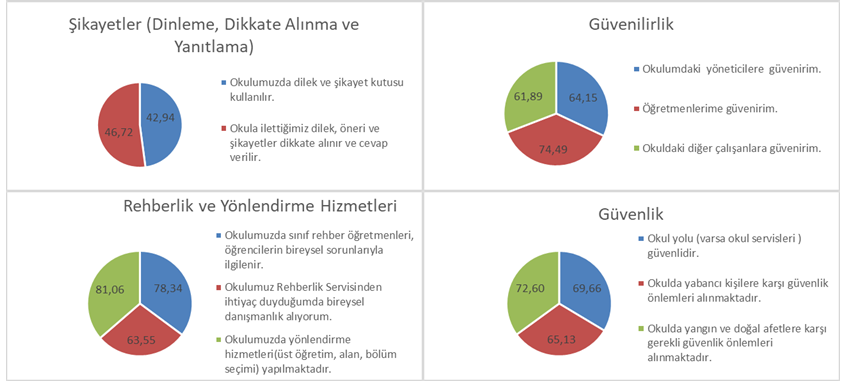 Şikayetler (Dinleme, Dikkate Alınma ve
Yanıtlama)
42,94
46,72
Okulumuzda dilek ve şikayet kutusu
kullanılır.
Okula ilettiğimiz dilek, öneri ve
şikayetler dikkate alınır ve cevap
verilir.
Güvenilirlik
61,89
64,15
74,49
Okulumdaki yöneticilere güvenirim.
Öğretmenlerime güvenirim.
Okuldaki diğer çalışanlara güvenirim.
Rehberlik ve Yönlendirme Hizmetleri
81,06
78,34
63,55
Okulumuzda sınıf rehber öğretmenleri,
öğrencilerin bireysel sorunlarıyla
ilgilenir.
Okulumuz Rehberlik Servisinden
ihtiyaç duyduğumda bireysel
danışmanlık alıyorum.
Okulumuzda yönlendirme
hizmetleri(üst öğretim, alan, bölüm
seçimi) yapılmaktadır.
Güvenlik
72,60
69,66
65,13
Okul yolu (varsa okul servisleri )
güvenlidir.
Okulda yabancı kişilere karşı güvenlik
önlemleri alınmaktadır.
Okulda yangın ve doğal afetlere karşı
gerekli güvenlik önlemleri
alınmaktadır.